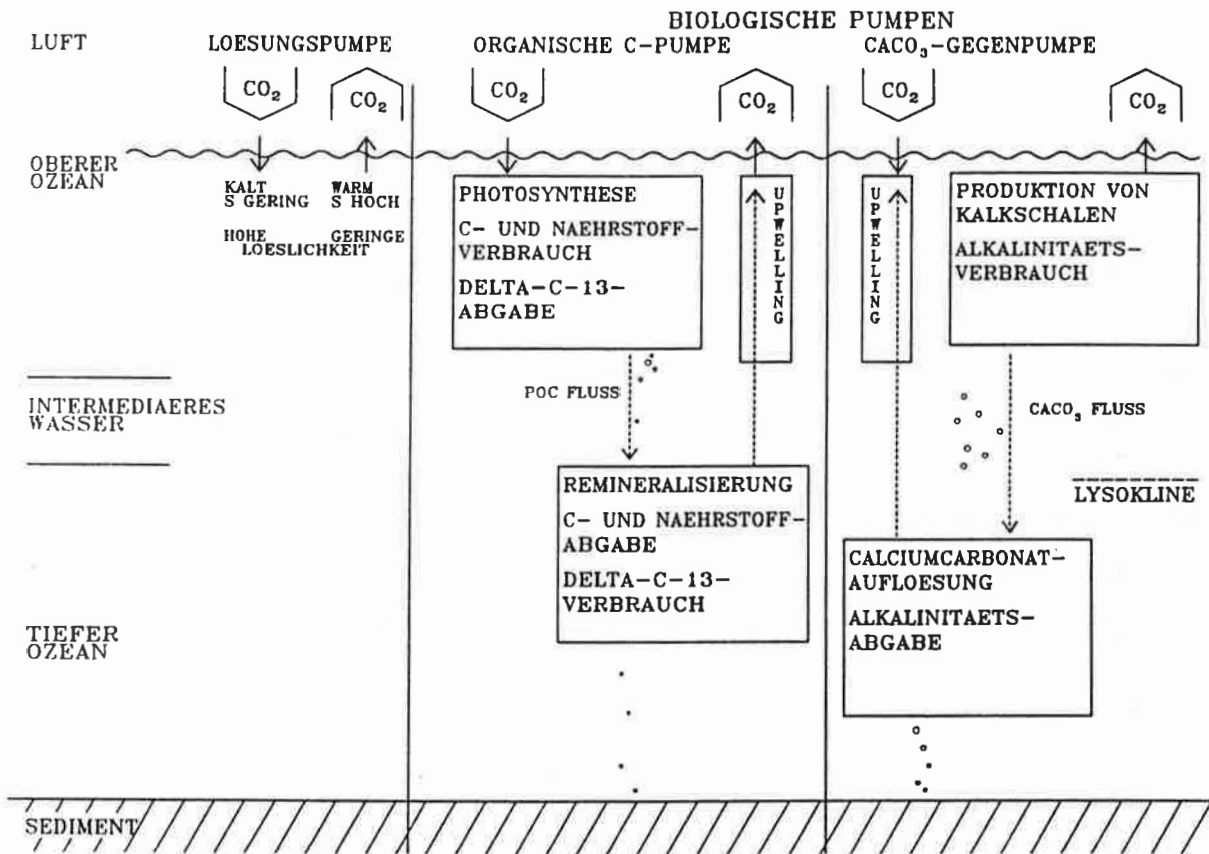 BIOLOGISCHE PUMPEN
LUFT
LOESUNGSPUMPE
ORGANISCHE C-PUMPE
CACO₃-GEGENPUMPE
CO₂
CO₂
CO₂
CO₂
CO₂
CO₂
OBERER
OZEAN
KALT
S GERING
WARM
S HOCH
HOHE GERINGE
LOESLICHKEIT
PHOTOSYNTHESE
C- UND NAEHRSTOFF-
VERBRAUCH
DELTA-C-13-
ABGABE
UPWELLING
UPWELLING
PRODUKTION VON
KALKSCHALEN
ALKALINITAETS-
VERBRAUCH
INTERMEDIAERES
WASSER
POC FLUSS
CACO₃ FLUSS
LYSOKLINE
REMINERALISIERUNG
C- UND NAEHRSTOFF-
ABGABE
DELTA-C-13-
VERBRAUCH
CALCIUMCARBONAT-
AUFLOESUNG
ALKALINITAETS-
ABGABE
TIEFER
OZEAN
SEDIMENT